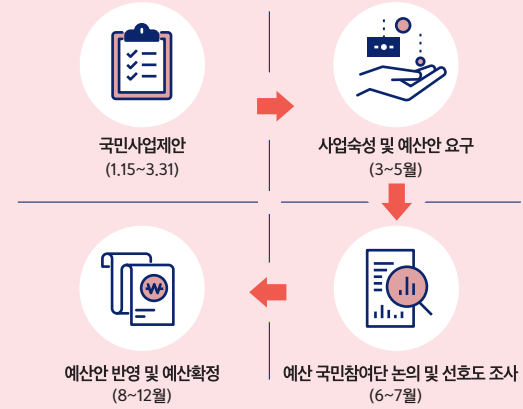 국민사업제안
(1.15~3.31)
사업숙성 및 예산안 요구
(3~5월)
예산 국민참여단 논의 및 선호도 조사
(6~7월)
예산안 반영 및 예산확정
(8~12월)